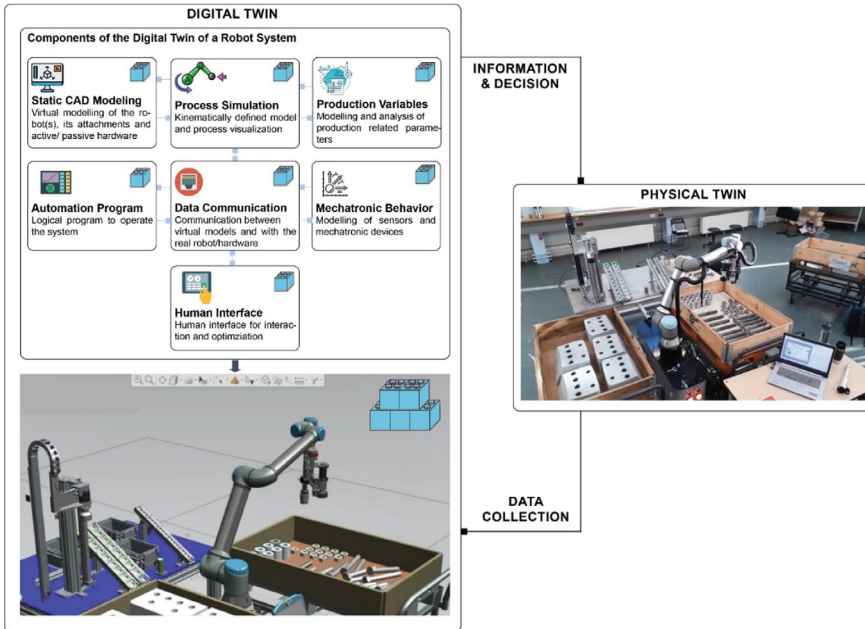 DIGITAL TWIN
Components of the Digital Twin of a Robot System
Static CAD Modeling
Virtual modelling of the ro-
bot(s), its attachments and
active/ passive hardware
Process Simulation
Kinematically defined model
and process visualization
Production Variables
Modelling and analysis of
production related parame-
ters
Automation Program
Logical program to operate
the system
Data Communication
Communication between
virtual models and with the
real robot/hardware
Mechatronic Behavior
Modelling of sensors and
mechatronic devices
Human Interface
Human interface for interac-
tion and optimziation
INFORMATION
& DECISION
PHYSICAL TWIN
DATA
COLLECTION